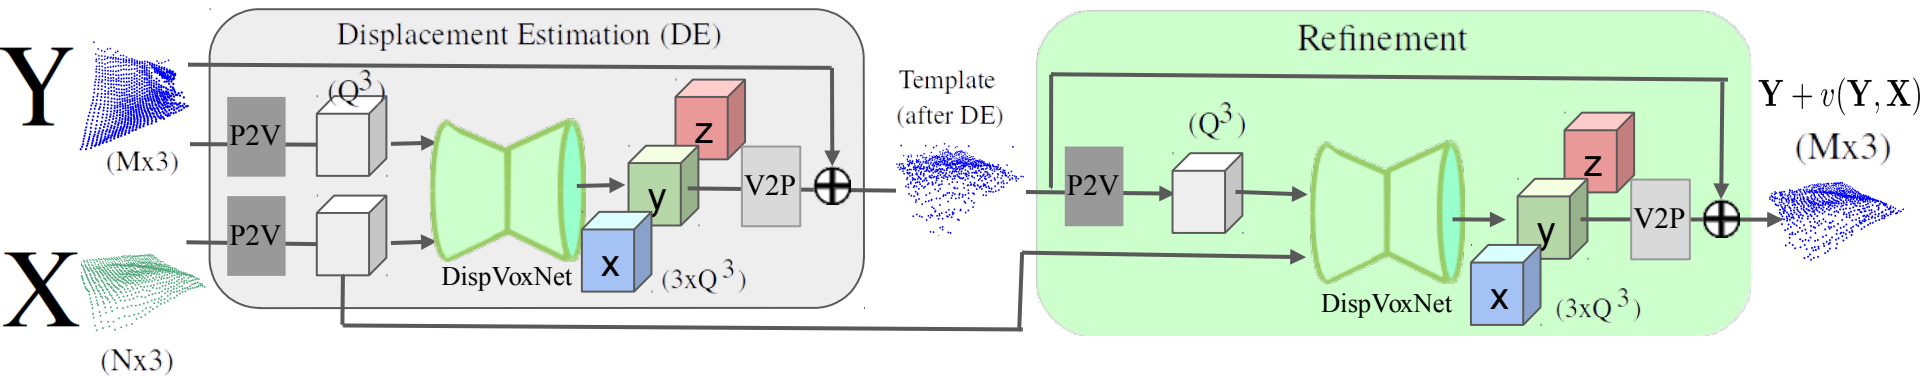 Y
(Mx3)
X
(Nx3)
Displacement Estimation (DE)
P2V
(Q³)
P2V
DispVoxNet
z
y
x
(3xQ³)
V2P
Template
(after DE)
Refinement
P2V
(Q³)
DispVoxNet
z
y
x
(3xQ³)
V2P
Y + v(Y, X)
(Mx3)